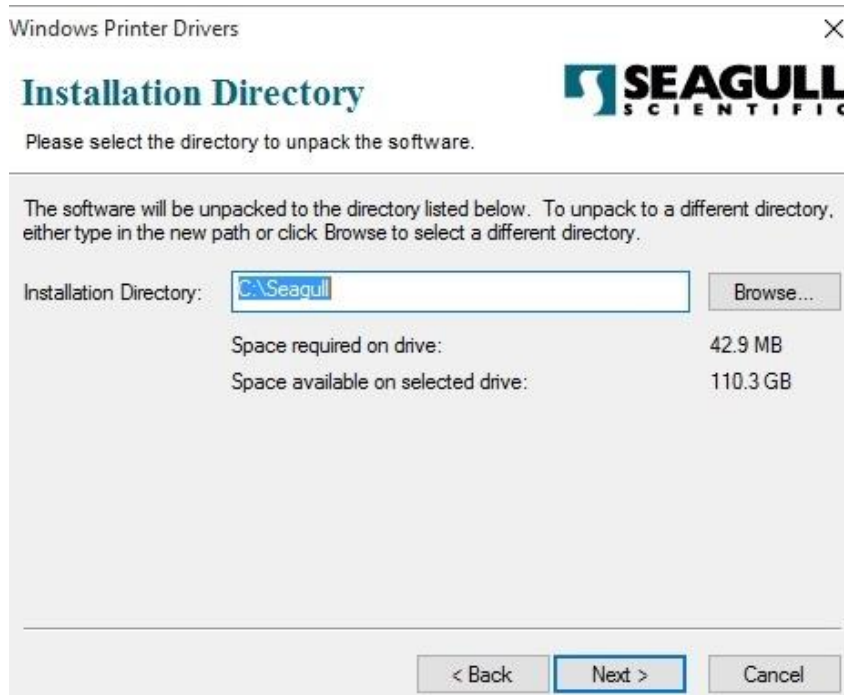 Windows Printer Drivers
Installation Directory
SEAGULL
SCIENTIFIC
Please select the directory to unpack the software.
The software will be unpacked to the directory listed below. To unpack to a different directory,
either type in the new path or click Browse to select a different directory.
Installation Directory: C:\Seagull Browse...
Space required on drive: 42.9 MB
Space available on selected drive: 110.3 GB
< Back Next > Cancel